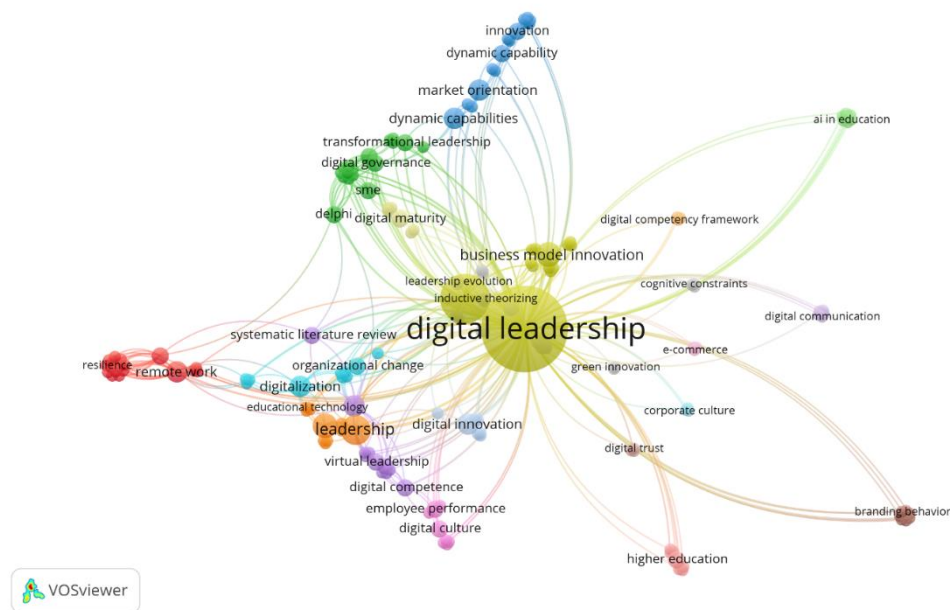 innovation
dynamic capability
market orientation
dynamic capabilities
ai in education
transformational leadership
digital governance
sme
delphi
digital maturity
digital competency framework
business model innovation
leadership evolution
cognitive constraints
inductive theorizing
digital communication
digital leadership
systematic literature review
e-commerce
resilience
remote work
organizational change
green innovation
digitalization
educational technology
corporate culture
leadership
digital innovation
digital trust
virtual leadership
digital competence
employee performance
branding behavior
digital culture
higher education
VOSviewer